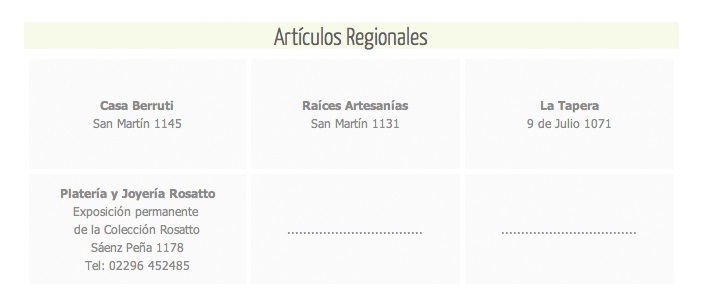 Artículos Regionales
Casa Berruti
San Martín 1145
Raíces Artesanías
San Martín 1131
La Tapera
9 de Julio 1071
Platería y Joyería Rosatto
Exposición permanente
de la Colección Rosatto
Sáenz Peña 1178
Tel: 02296 452485
..................................
..................................